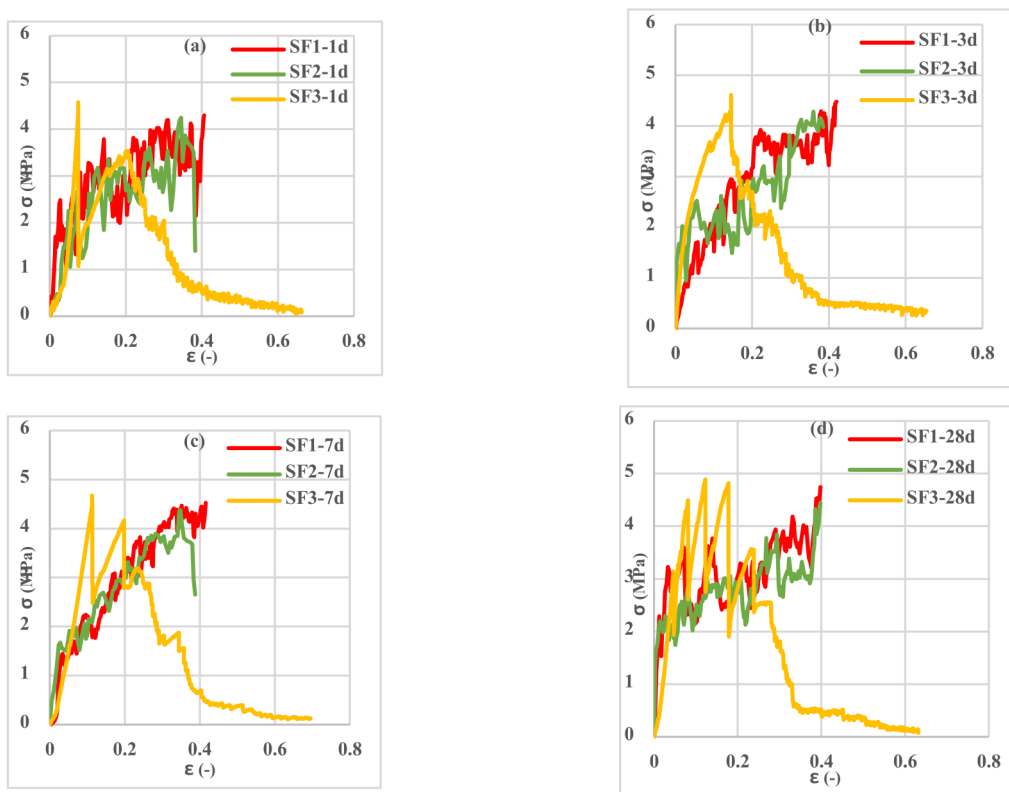 (a)
SF1-1d
SF2-1d
SF3-1d
6
5
4
3
2
1
0
σ (MPa)
0 0.2 0.4 0.6 0.8
ε (-)
(b)
SF1-3d
SF2-3d
SF3-3d
6
5
4
3
2
1
0
σ (MPa)
0 0.2 0.4 0.6 0.8
ε (-)
(c)
SF1-7d
SF2-7d
SF3-7d
6
5
4
3
2
1
0
σ (MPa)
0 0.2 0.4 0.6 0.8
ε (-)
(d)
SF1-28d
SF2-28d
SF3-28d
6
5
4
3
2
1
0
σ (MPa)
0 0.2 0.4 0.6 0.8
ε (-)